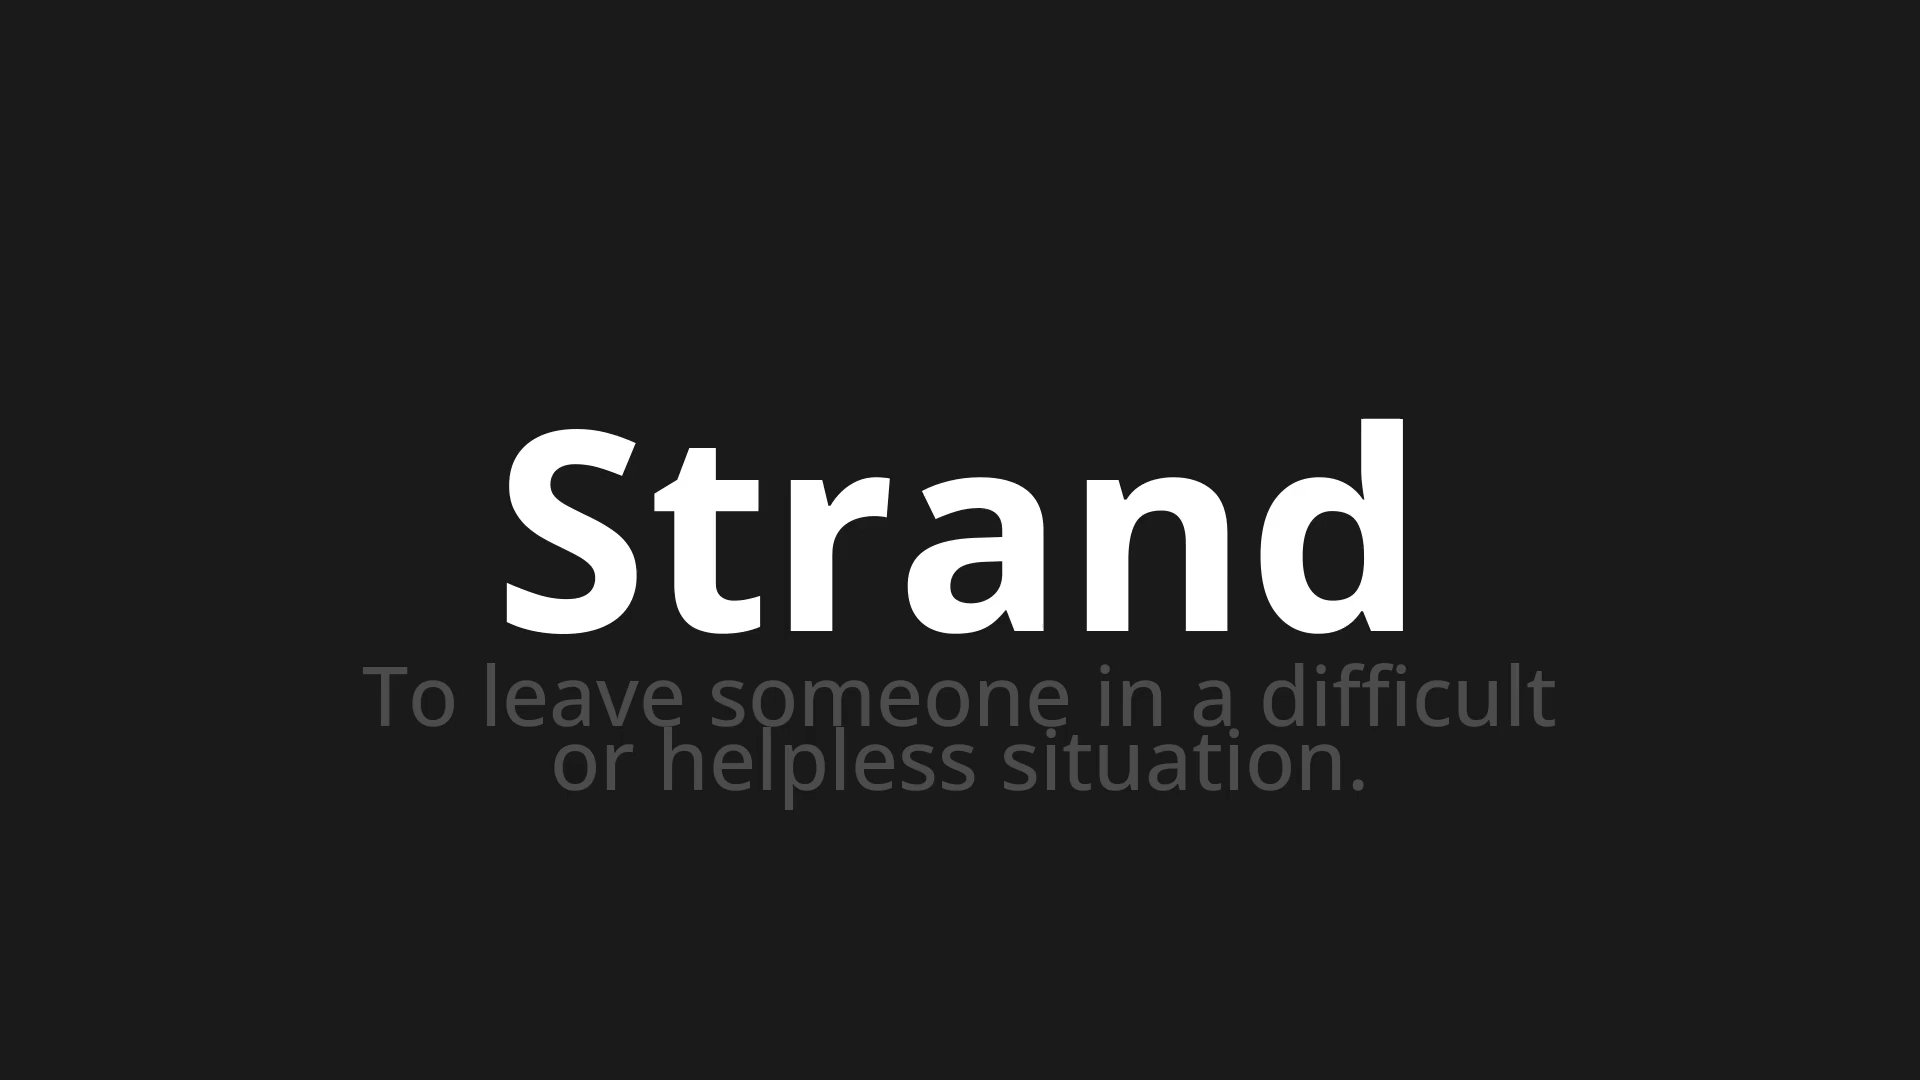 Strand
To leave someone in a difficult
or helpless situation.